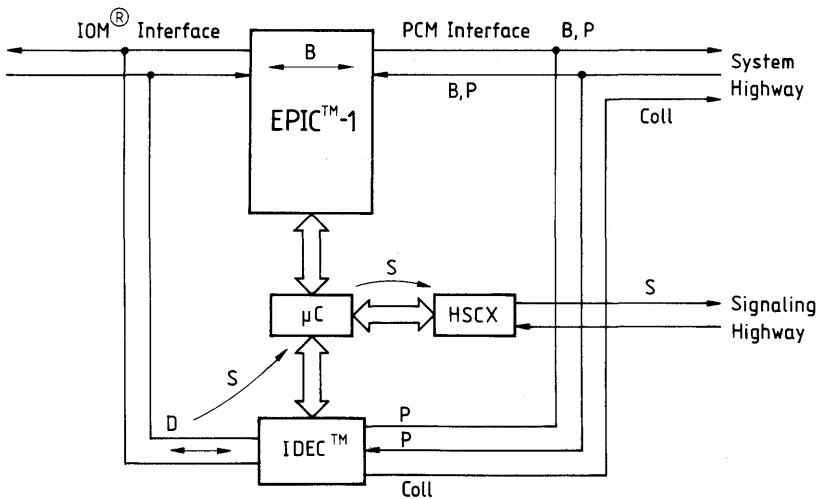 IOM® Interface
PCM Interface B, P
B
System
Highway
B,P
EPIC™-1
Coll
S
µC
HSCX
S
Signaling
Highway
S
D
P
P
IDEC™
Coll